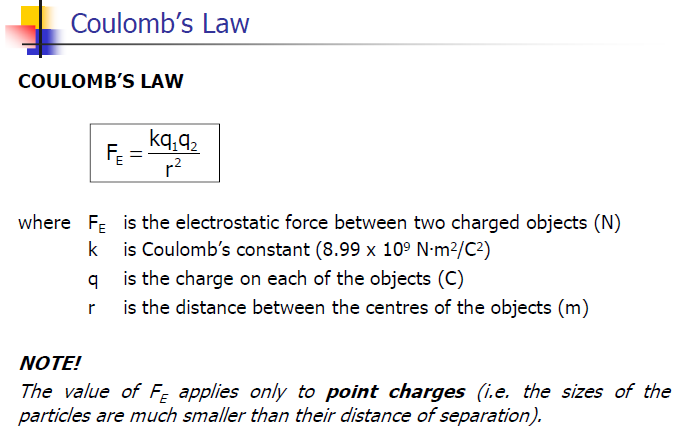 Coulomb’s Law
COULOMB’S LAW
F_E = kq₁q₂ / r²
where F_E is the electrostatic force between two charged objects (N)
k is Coulomb’s constant (8.99 x 10⁹ N·m²/C²)
q is the charge on each of the objects (C)
r is the distance between the centres of the objects (m)
NOTE!
The value of F_E applies only to point charges (i.e. the sizes of the
particles are much smaller than their distance of separation).